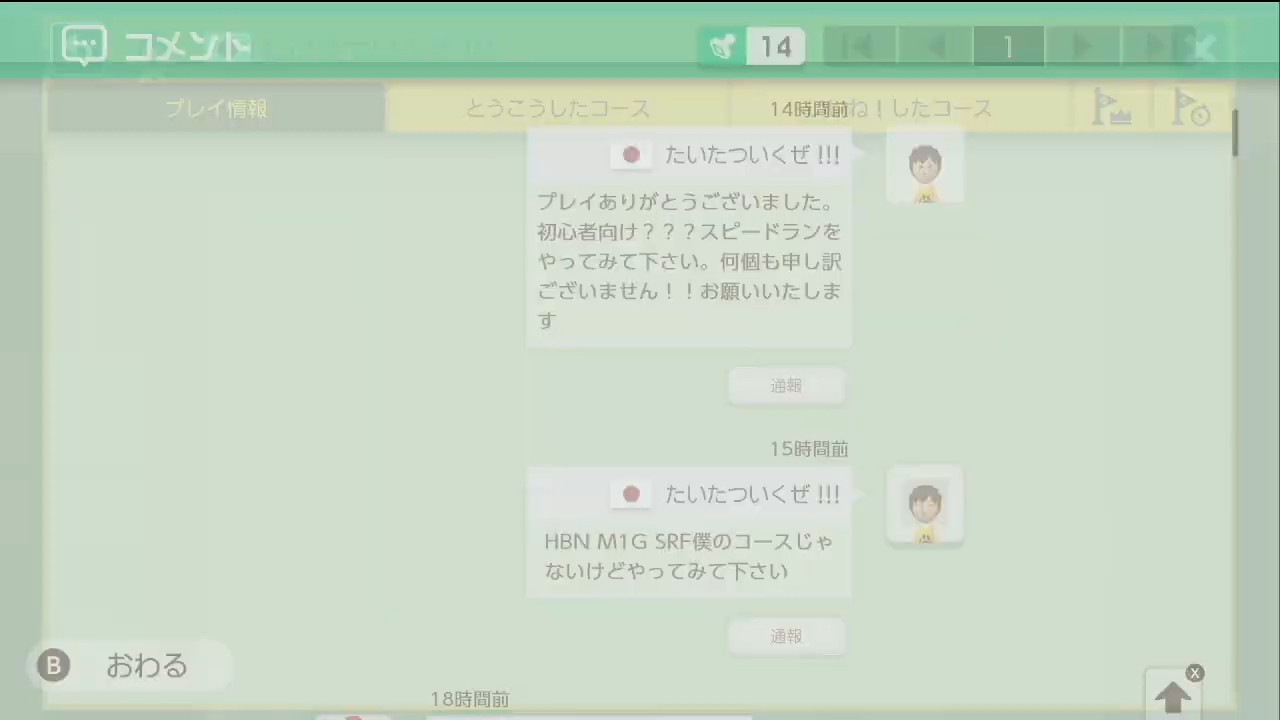 コメント
14
1
プレイ情報
とうこうしたコース
ね！したコース
14時間前
たいたついくぜ !!!
プレイありがとうございました。
初心者向け？？？スピードランを
やってみて下さい。何個も申し訳
ございません！！お願いいたしま
す
通報
15時間前
たいたついくぜ !!!
HBN M1G SRF僕のコースじゃ
ないけどやってみて下さい
通報
B おわる
X
18時間前